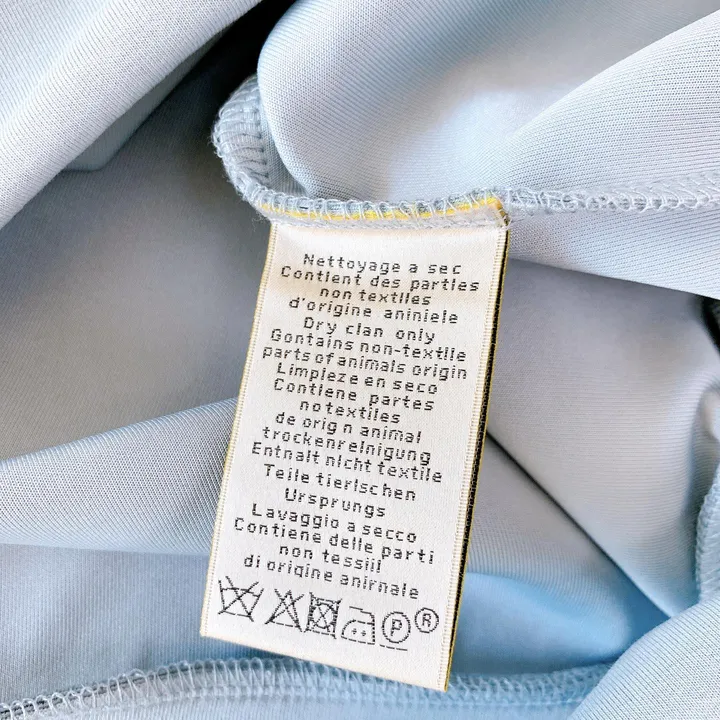 Nettoyage a sec
Contient des parties
non textiles
d'origine aniniele
Dry clan only
Gontains non-textlle
parts of animals origin
Limpleze en seco
Contiene partes
notextiles
de orig n animal
trockenreinigung
Entnalt nicht textile
Teile tierischen
Ursprungs
Lavaggio a secco
Contiene delle parti
non tessiil
di origine anirnale
P ®